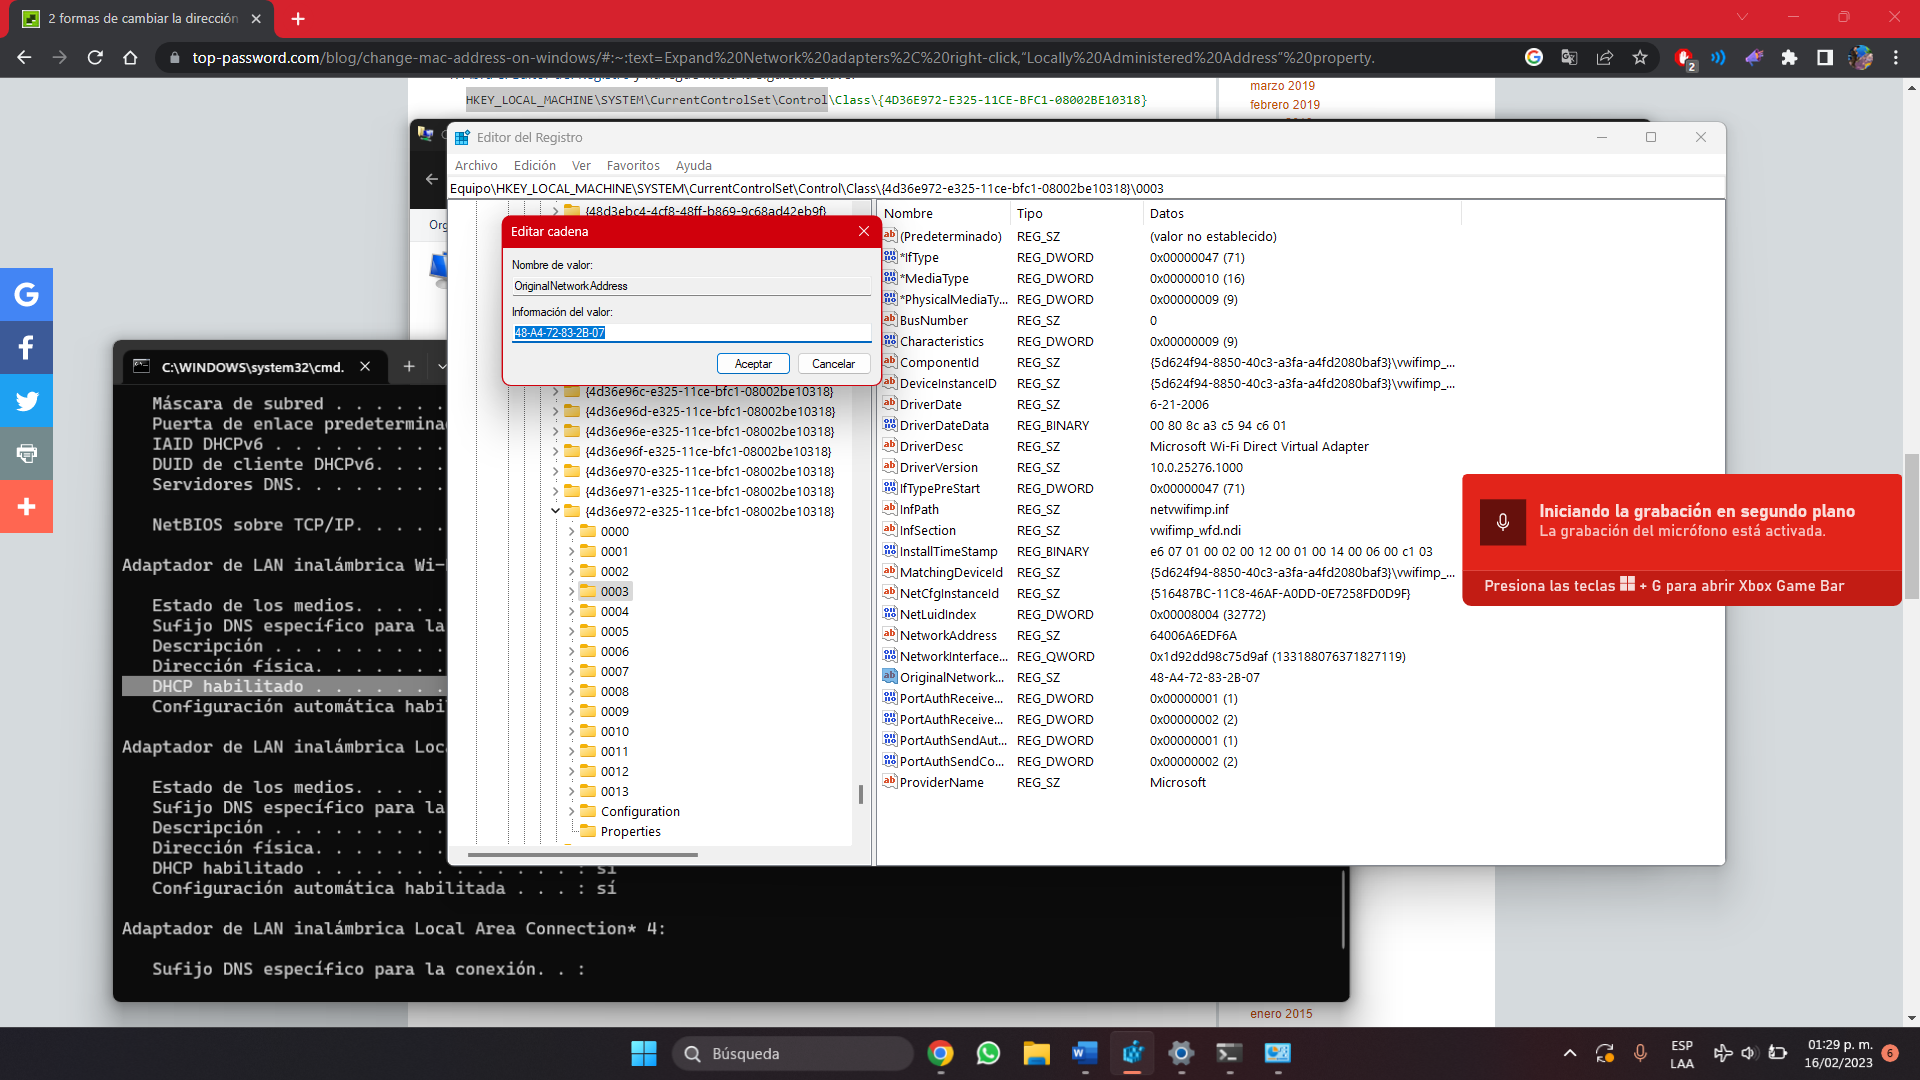 2 formas de cambiar la dirección
top-password.com/blog/change-mac-address-on-windows/#:~:text=Expand%20Network%20adapters%2C%20right-click,“Locally%20Administered%20Address”%20property.
2
HKEY_LOCAL_MACHINE\SYSTEM\CurrentControlSet\Control\Class\{4D36E972-E325-11CE-BFC1-08002BE10318}
marzo 2019
febrero 2019
Editor del Registro
Archivo Edición Ver Favoritos Ayuda
Equipo\HKEY_LOCAL_MACHINE\SYSTEM\CurrentControlSet\Control\Class\{4d36e972-e325-11ce-bfc1-08002be10318}\0003
Org
{48d3ebc4-4cf8-48ff-b869-9c68ad42eb9f}
Editar cadena
Nombre de valor:
OriginalNetworkAddress
Información del valor:
48-A4-72-83-2B-07
Aceptar Cancelar
{4d36e96c-e325-11ce-bfc1-08002be10318}
{4d36e96d-e325-11ce-bfc1-08002be10318}
{4d36e96e-e325-11ce-bfc1-08002be10318}
{4d36e96f-e325-11ce-bfc1-08002be10318}
{4d36e970-e325-11ce-bfc1-08002be10318}
{4d36e971-e325-11ce-bfc1-08002be10318}
{4d36e972-e325-11ce-bfc1-08002be10318}
0000
0001
0002
0003
0004
0005
0006
0007
0008
0009
0010
0011
0012
0013
Configuration
Properties
Nombre Tipo Datos
(Predeterminado) REG_SZ (valor no establecido)
*IfType REG_DWORD 0x00000047 (71)
*MediaType REG_DWORD 0x00000010 (16)
*PhysicalMediaTy... REG_DWORD 0x00000009 (9)
BusNumber REG_SZ 0
Characteristics REG_DWORD 0x00000009 (9)
ComponentId REG_SZ {5d624f94-8850-40c3-a3fa-a4fd2080baf3}\vwifimp_...
DeviceInstanceID REG_SZ {5d624f94-8850-40c3-a3fa-a4fd2080baf3}\vwifimp_...
DriverDate REG_SZ 6-21-2006
DriverDateData REG_BINARY 00 80 8c a3 c5 94 c6 01
DriverDesc REG_SZ Microsoft Wi-Fi Direct Virtual Adapter
DriverVersion REG_SZ 10.0.25276.1000
IfTypePreStart REG_DWORD 0x00000047 (71)
InfPath REG_SZ netvwifimp.inf
InfSection REG_SZ vwifimp_wfd.ndi
InstallTimeStamp REG_BINARY e6 07 01 00 02 00 12 00 01 00 14 00 06 00 c1 03
MatchingDeviceId REG_SZ {5d624f94-8850-40c3-a3fa-a4fd2080baf3}\vwifimp_...
NetCfgInstanceId REG_SZ {516487BC-11C8-46AF-A0DD-0E7258FD0D9F}
NetLuidIndex REG_DWORD 0x00008004 (32772)
NetworkAddress REG_SZ 64006A6EDF6A
NetworkInterface... REG_QWORD 0x1d92dd98c75d9af (133188076371827119)
OriginalNetwork... REG_SZ 48-A4-72-83-2B-07
PortAuthReceive... REG_DWORD 0x00000001 (1)
PortAuthReceive... REG_DWORD 0x00000002 (2)
PortAuthSendAut... REG_DWORD 0x00000001 (1)
PortAuthSendCo... REG_DWORD 0x00000002 (2)
ProviderName REG_SZ Microsoft
Iniciando la grabación en segundo plano
La grabación del micrófono está activada.
Presiona las teclas + G para abrir Xbox Game Bar
C:\WINDOWS\system32\cmd.
Máscara de subred . . . . . .
Puerta de enlace predetermina
IAID DHCPv6 . . . . . . . . .
DUID de cliente DHCPv6. . . .
Servidores DNS. . . . . . . .
NetBIOS sobre TCP/IP. . . . .
Adaptador de LAN inalámbrica Wi-
Estado de los medios. . . . .
Sufijo DNS específico para la
Descripción . . . . . . . . .
Dirección física. . . . . . .
DHCP habilitado . . . . . . .
Configuración automática habi
Adaptador de LAN inalámbrica Loc
Estado de los medios. . . . .
Sufijo DNS específico para la
Descripción . . . . . . . . .
Dirección física. . . . . . .
DHCP habilitado . . . . . . . . . . . . . : sí
Configuración automática habilitada . . . : sí
Adaptador de LAN inalámbrica Local Area Connection* 4:
Sufijo DNS específico para la conexión. . :
enero 2015
Búsqueda
ESP
LAA
01:29 p. m.
16/02/2023
6